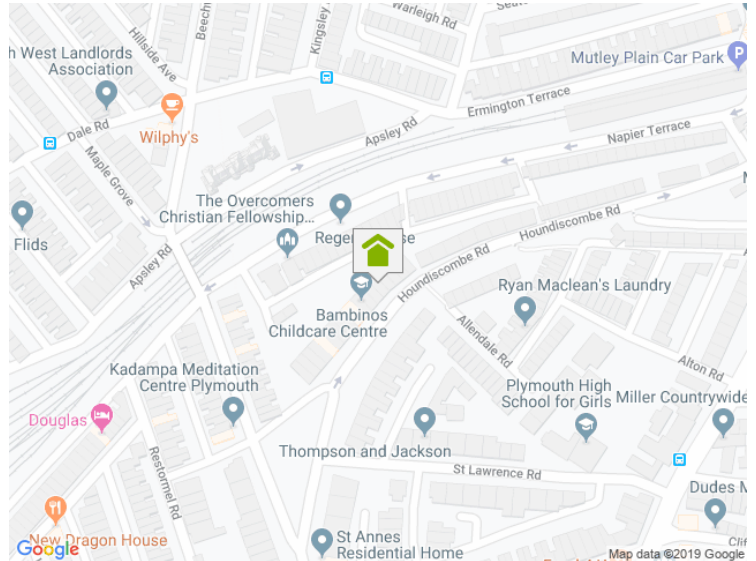 Warleigh Rd
Hillside Ave
Kingsley
h West Landlords
Association
Mutley Plain Car Park
P
Ermington Terrace
Wilphy's
Dale Rd
Apsley Rd
Napier Terrace
Maple Grove
The Overcomers
Christian Fellowship...
Flids
Apsley Rd
Houndiscombe Rd
Houndiscombe Rd
Ryan Maclean's Laundry
Bambinos
Childcare Centre
Allendale Rd
Alton Rd
Kadampa Meditation
Centre Plymouth
Plymouth High
School for Girls
Miller Countrywide
Douglas
Thompson and Jackson
St Lawrence Rd
Restormel Rd
Dudes M
New Dragon House
St Annes
Residential Home
Google
Map data ©2019 Google